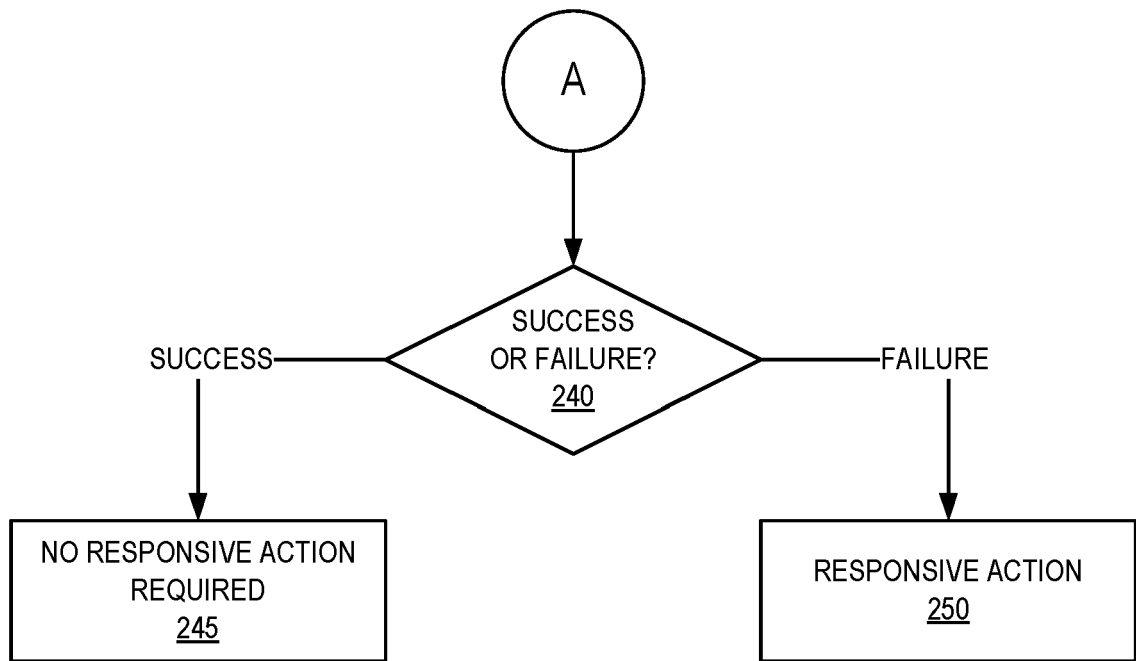 A
SUCCESS
OR FAILURE?
240
SUCCESS
FAILURE
NO RESPONSIVE ACTION
REQUIRED
245
RESPONSIVE ACTION
250